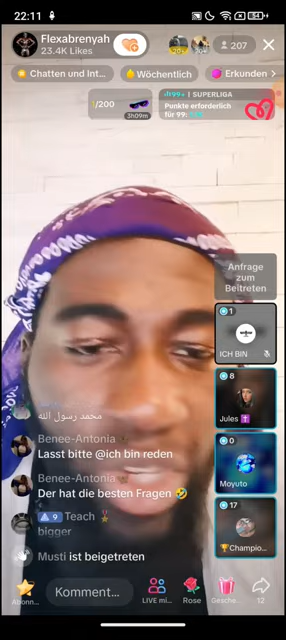 22:11
Flexabrenyah
23.4K Likes
207
Chatten und Int...
Wöchentlich
Erkunden
/200
3h09m
| SUPERLIGA
Punkte erforderlich
für 99:
Anfrage
zum
Beitreten
1
ICH BIN
8
Jules
0
Moyuto
17
Champio...
محمد رسول الله
Benee-Antonia
Lasst bitte @ich bin reden
Benee-Antonia
Der hat die besten Fragen 🤣
9 Teach
bigger
Musti ist beigetreten
Abonn...
Komment...
LIVE mi...
Rose
Gesche...
12